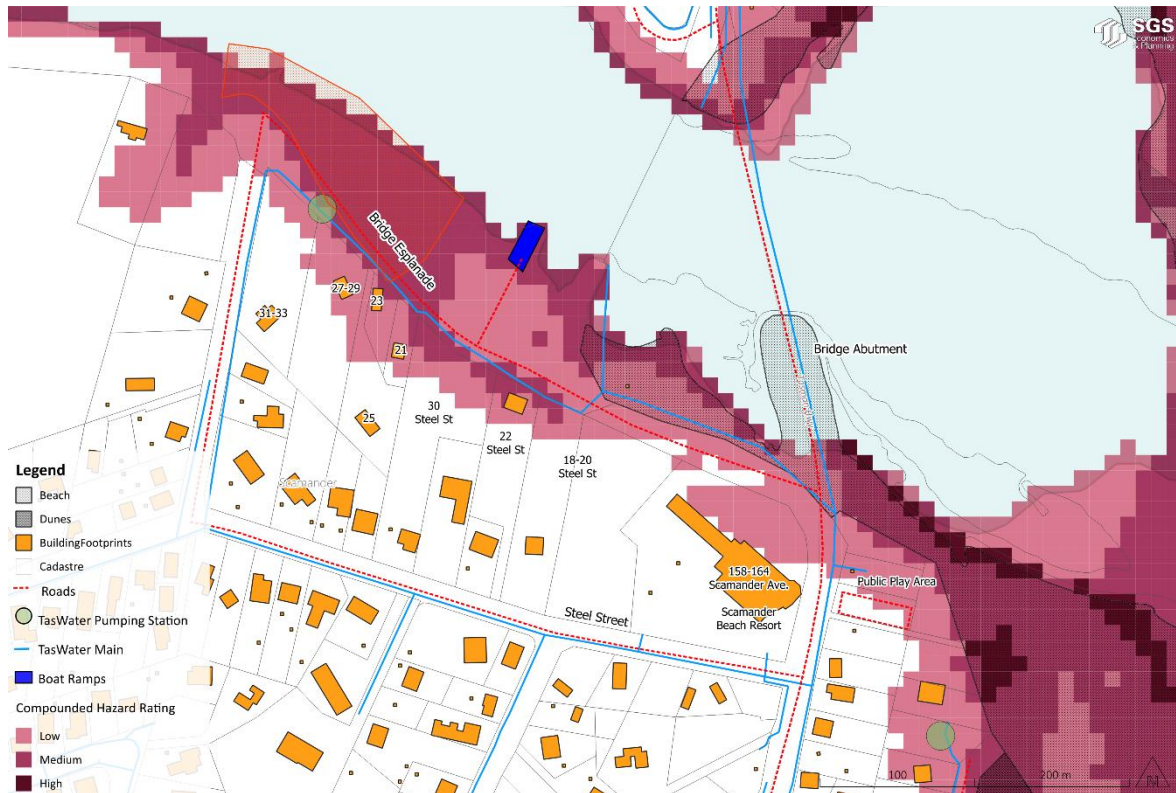 SGS
Economics
& Planning
Bridge Esplanade
27-29
23
31-33
21
25
30
Steel St
22
Steel St
18-20
Steel St
Bridge Abutment
Scamander
158-164
Scamander Ave.
Scamander
Beach Resort
Public Play Area
Steel Street
Legend
Beach
Dunes
BuildingFootprints
Cadastre
Roads
TasWater Pumping Station
TasWater Main
Boat Ramps
Compounded Hazard Rating
Low
Medium
High
100
200 m
N